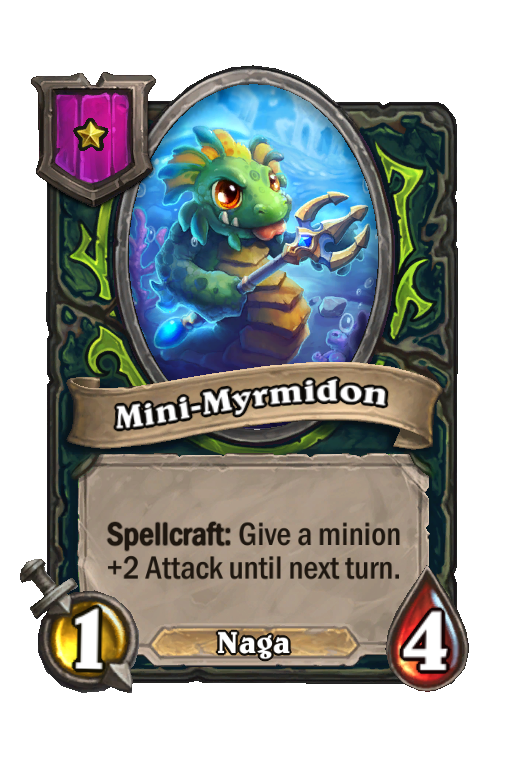 Mini-Myrmidon
Spellcraft: Give a minion
+2 Attack until next turn.
1
Naga
4